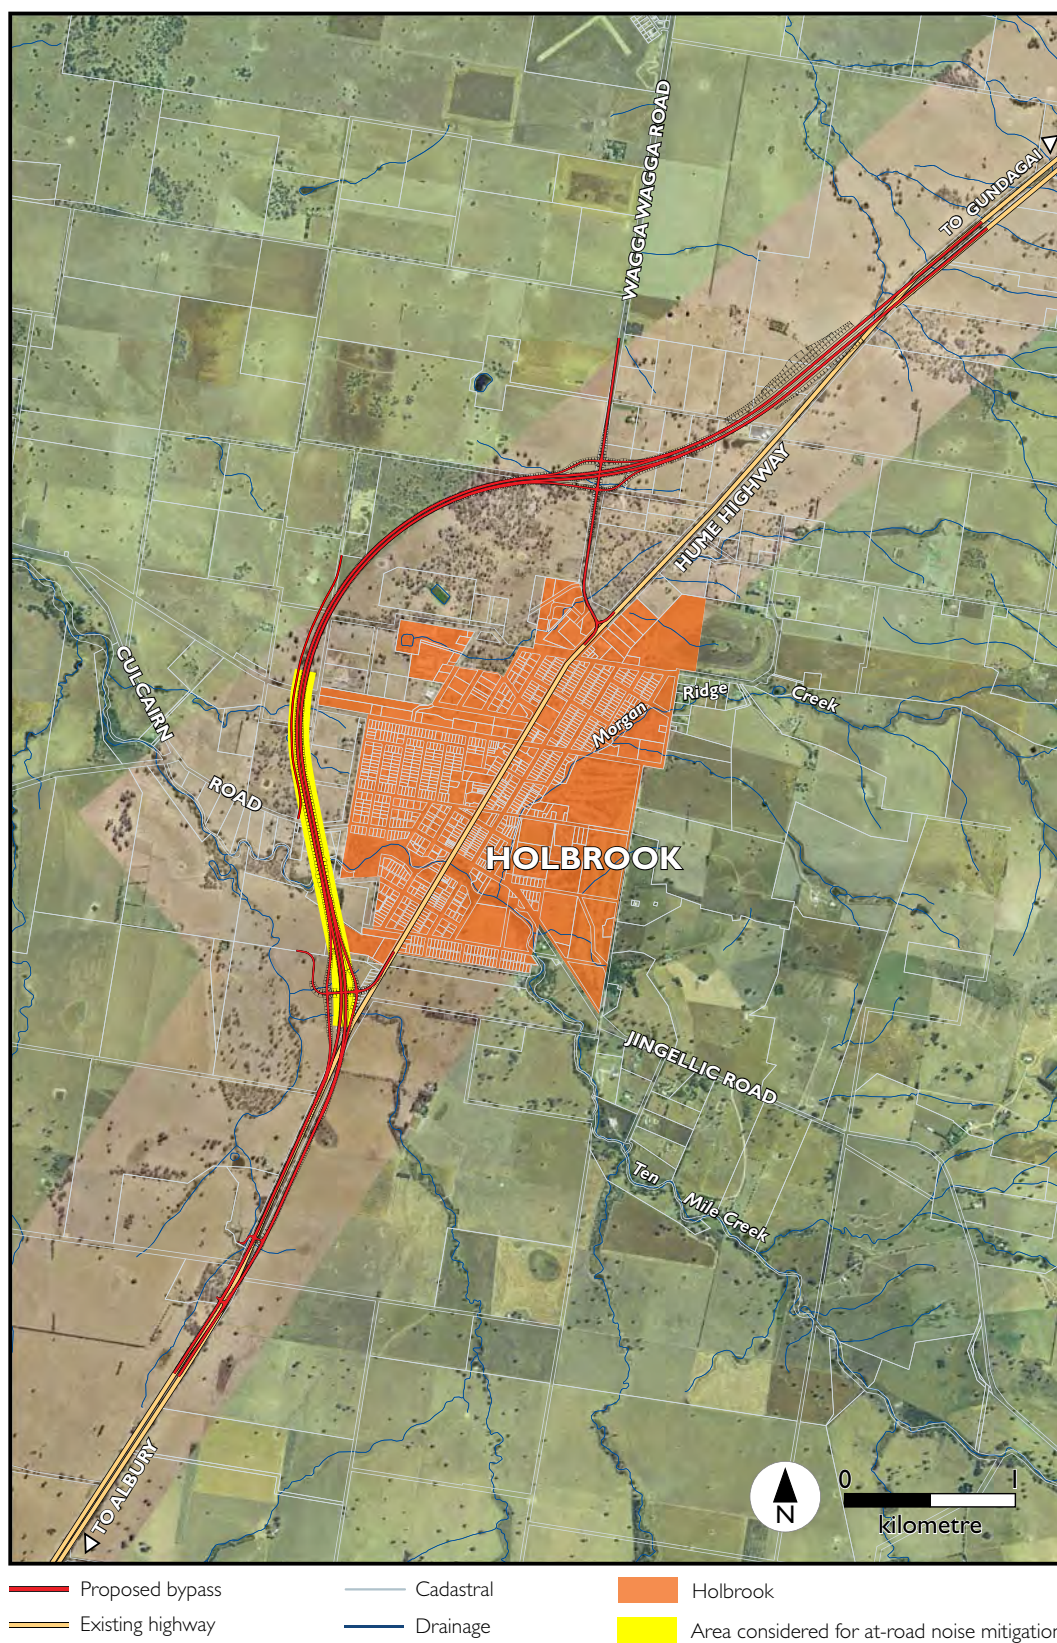 WAGGA WAGGA ROAD
TO GUNDAGAI
HUME HIGHWAY
CULCAIRN
ROAD
Morgan
Ridge
Creek
HOLBROOK
JINGELLIC ROAD
Ten
Mile Creek
TO ALBURY
N
0
1
kilometre
Proposed bypass
Cadastral
Holbrook
Existing highway
Drainage
Area considered for at-road noise mitigation